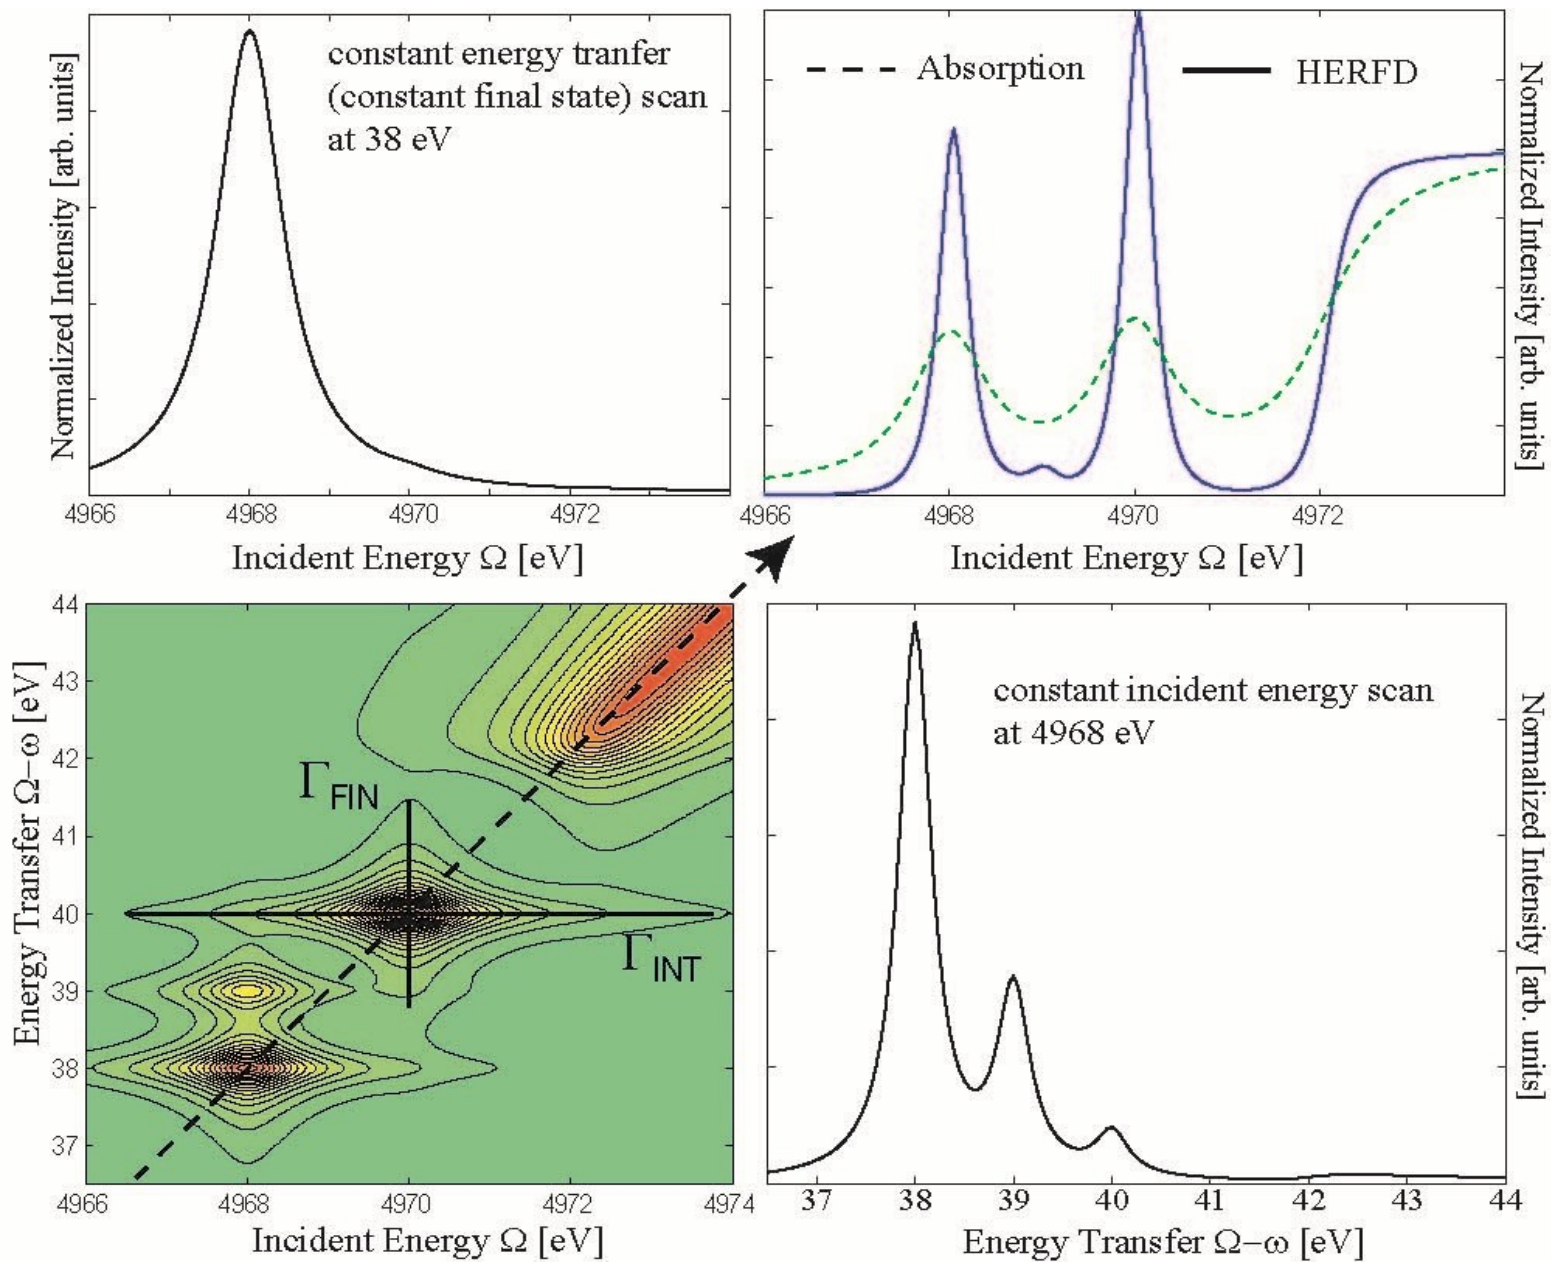 Normalized Intensity [arb. units]
constant energy tranfer
(constant final state) scan
at 38 eV
4966 4968 4970 4972
Incident Energy Ω [eV]
Absorption
HERFD
Normalized Intensity [arb. units]
4966 4968 4970 4972
Incident Energy Ω [eV]
Energy Transfer Ω−ω [eV]
44
43
42
41
40
39
38
37
Γ FIN
Γ INT
4966 4968 4970 4972 4974
Incident Energy Ω [eV]
constant incident energy scan
at 4968 eV
Normalized Intensity [arb. units]
37 38 39 40 41 42 43 44
Energy Transfer Ω−ω [eV]